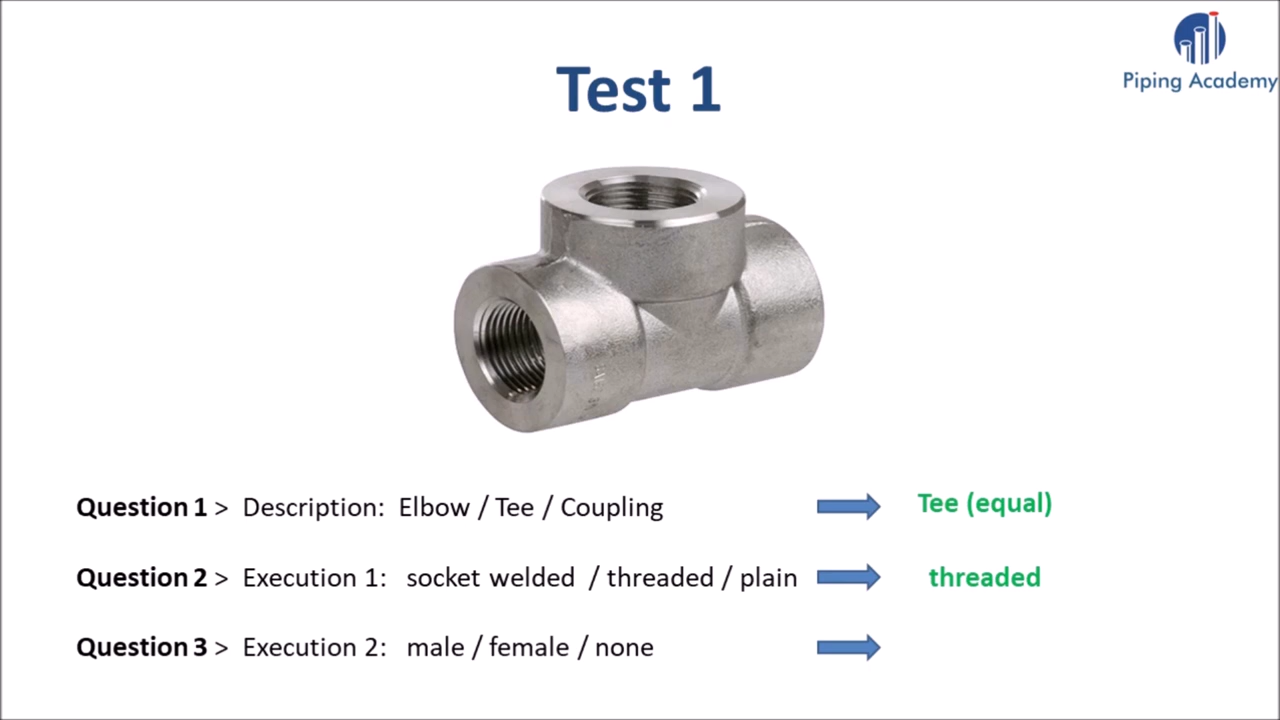 Piping Academy
Test 1
Question 1 > Description: Elbow / Tee / Coupling Tee (equal)
Question 2 > Execution 1: socket welded / threaded / plain threaded
Question 3 > Execution 2: male / female / none